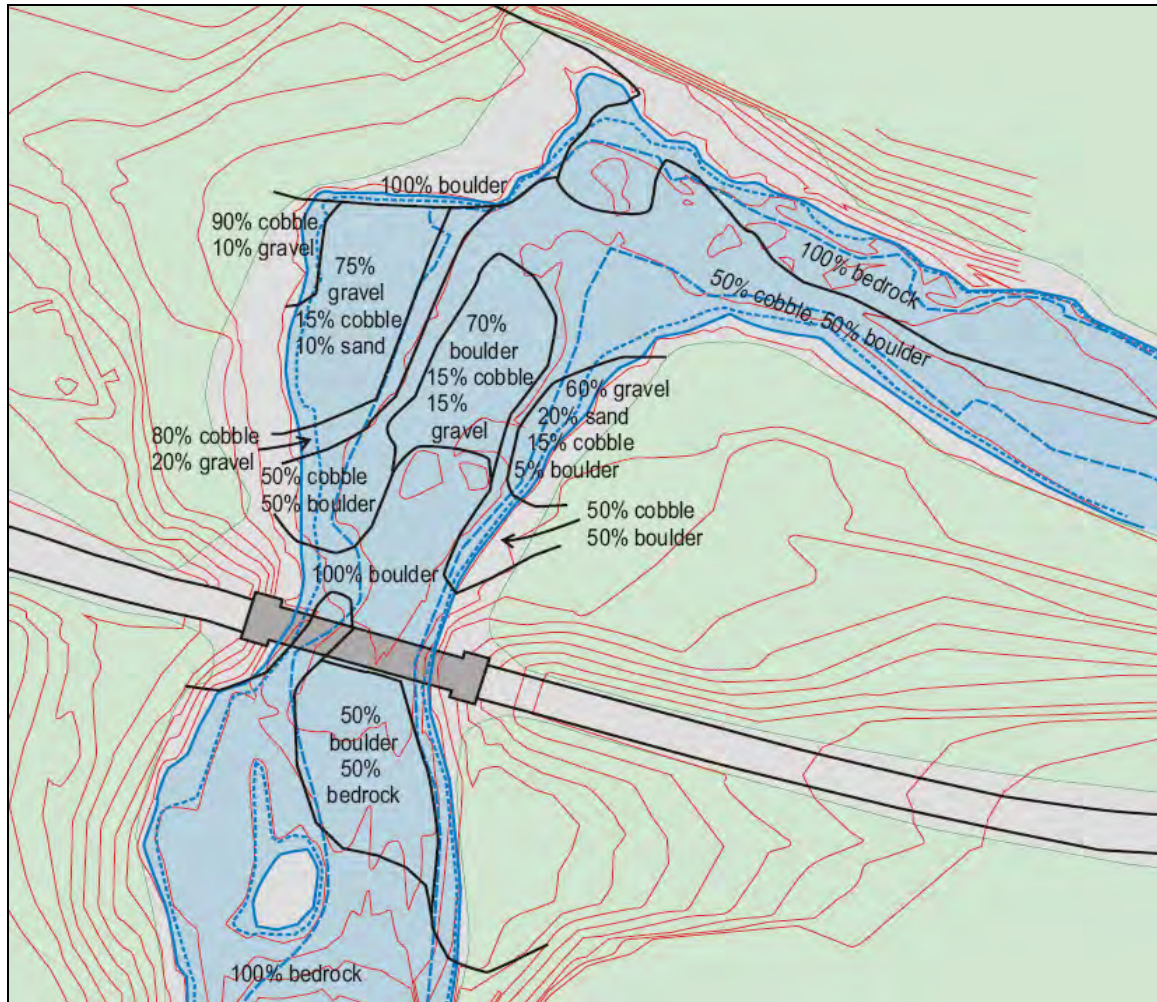 100% boulder
90% cobble
10% gravel
75%
gravel
15% cobble
10% sand
100% bedrock
50% cobble, 50% boulder
70%
boulder
15% cobble
15%
gravel
60% gravel
20% sand
15% cobble
5% boulder
80% cobble
20% gravel
50% cobble
50% boulder
50% cobble
50% boulder
100% boulder
50%
boulder
50%
bedrock
100% bedrock